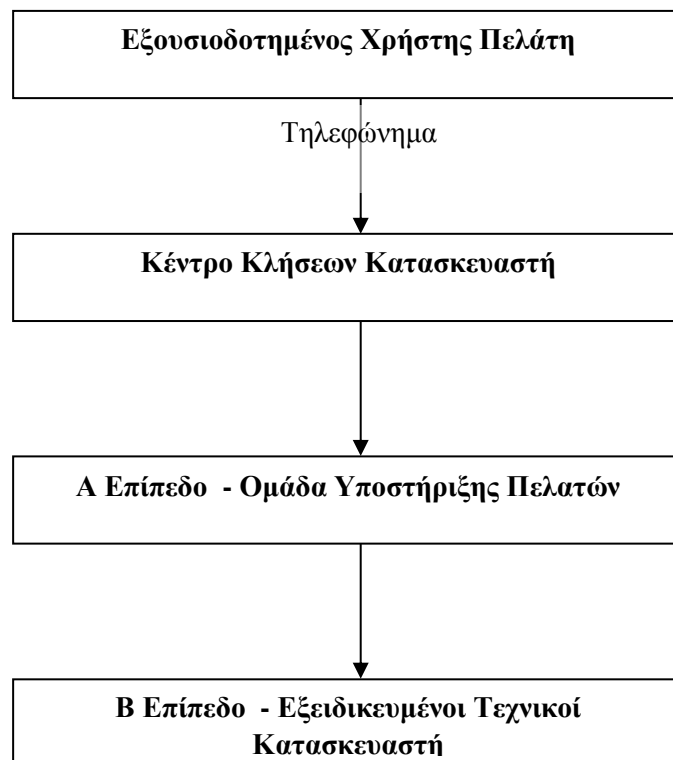 Εξουσιοδοτημένος Χρήστης Πελάτη
Τηλεφώνημα
Κέντρο Κλήσεων Κατασκευαστή
Α Επίπεδο - Ομάδα Υποστήριξης Πελατών
Β Επίπεδο - Εξειδικευμένοι Τεχνικοί
Κατασκευαστή